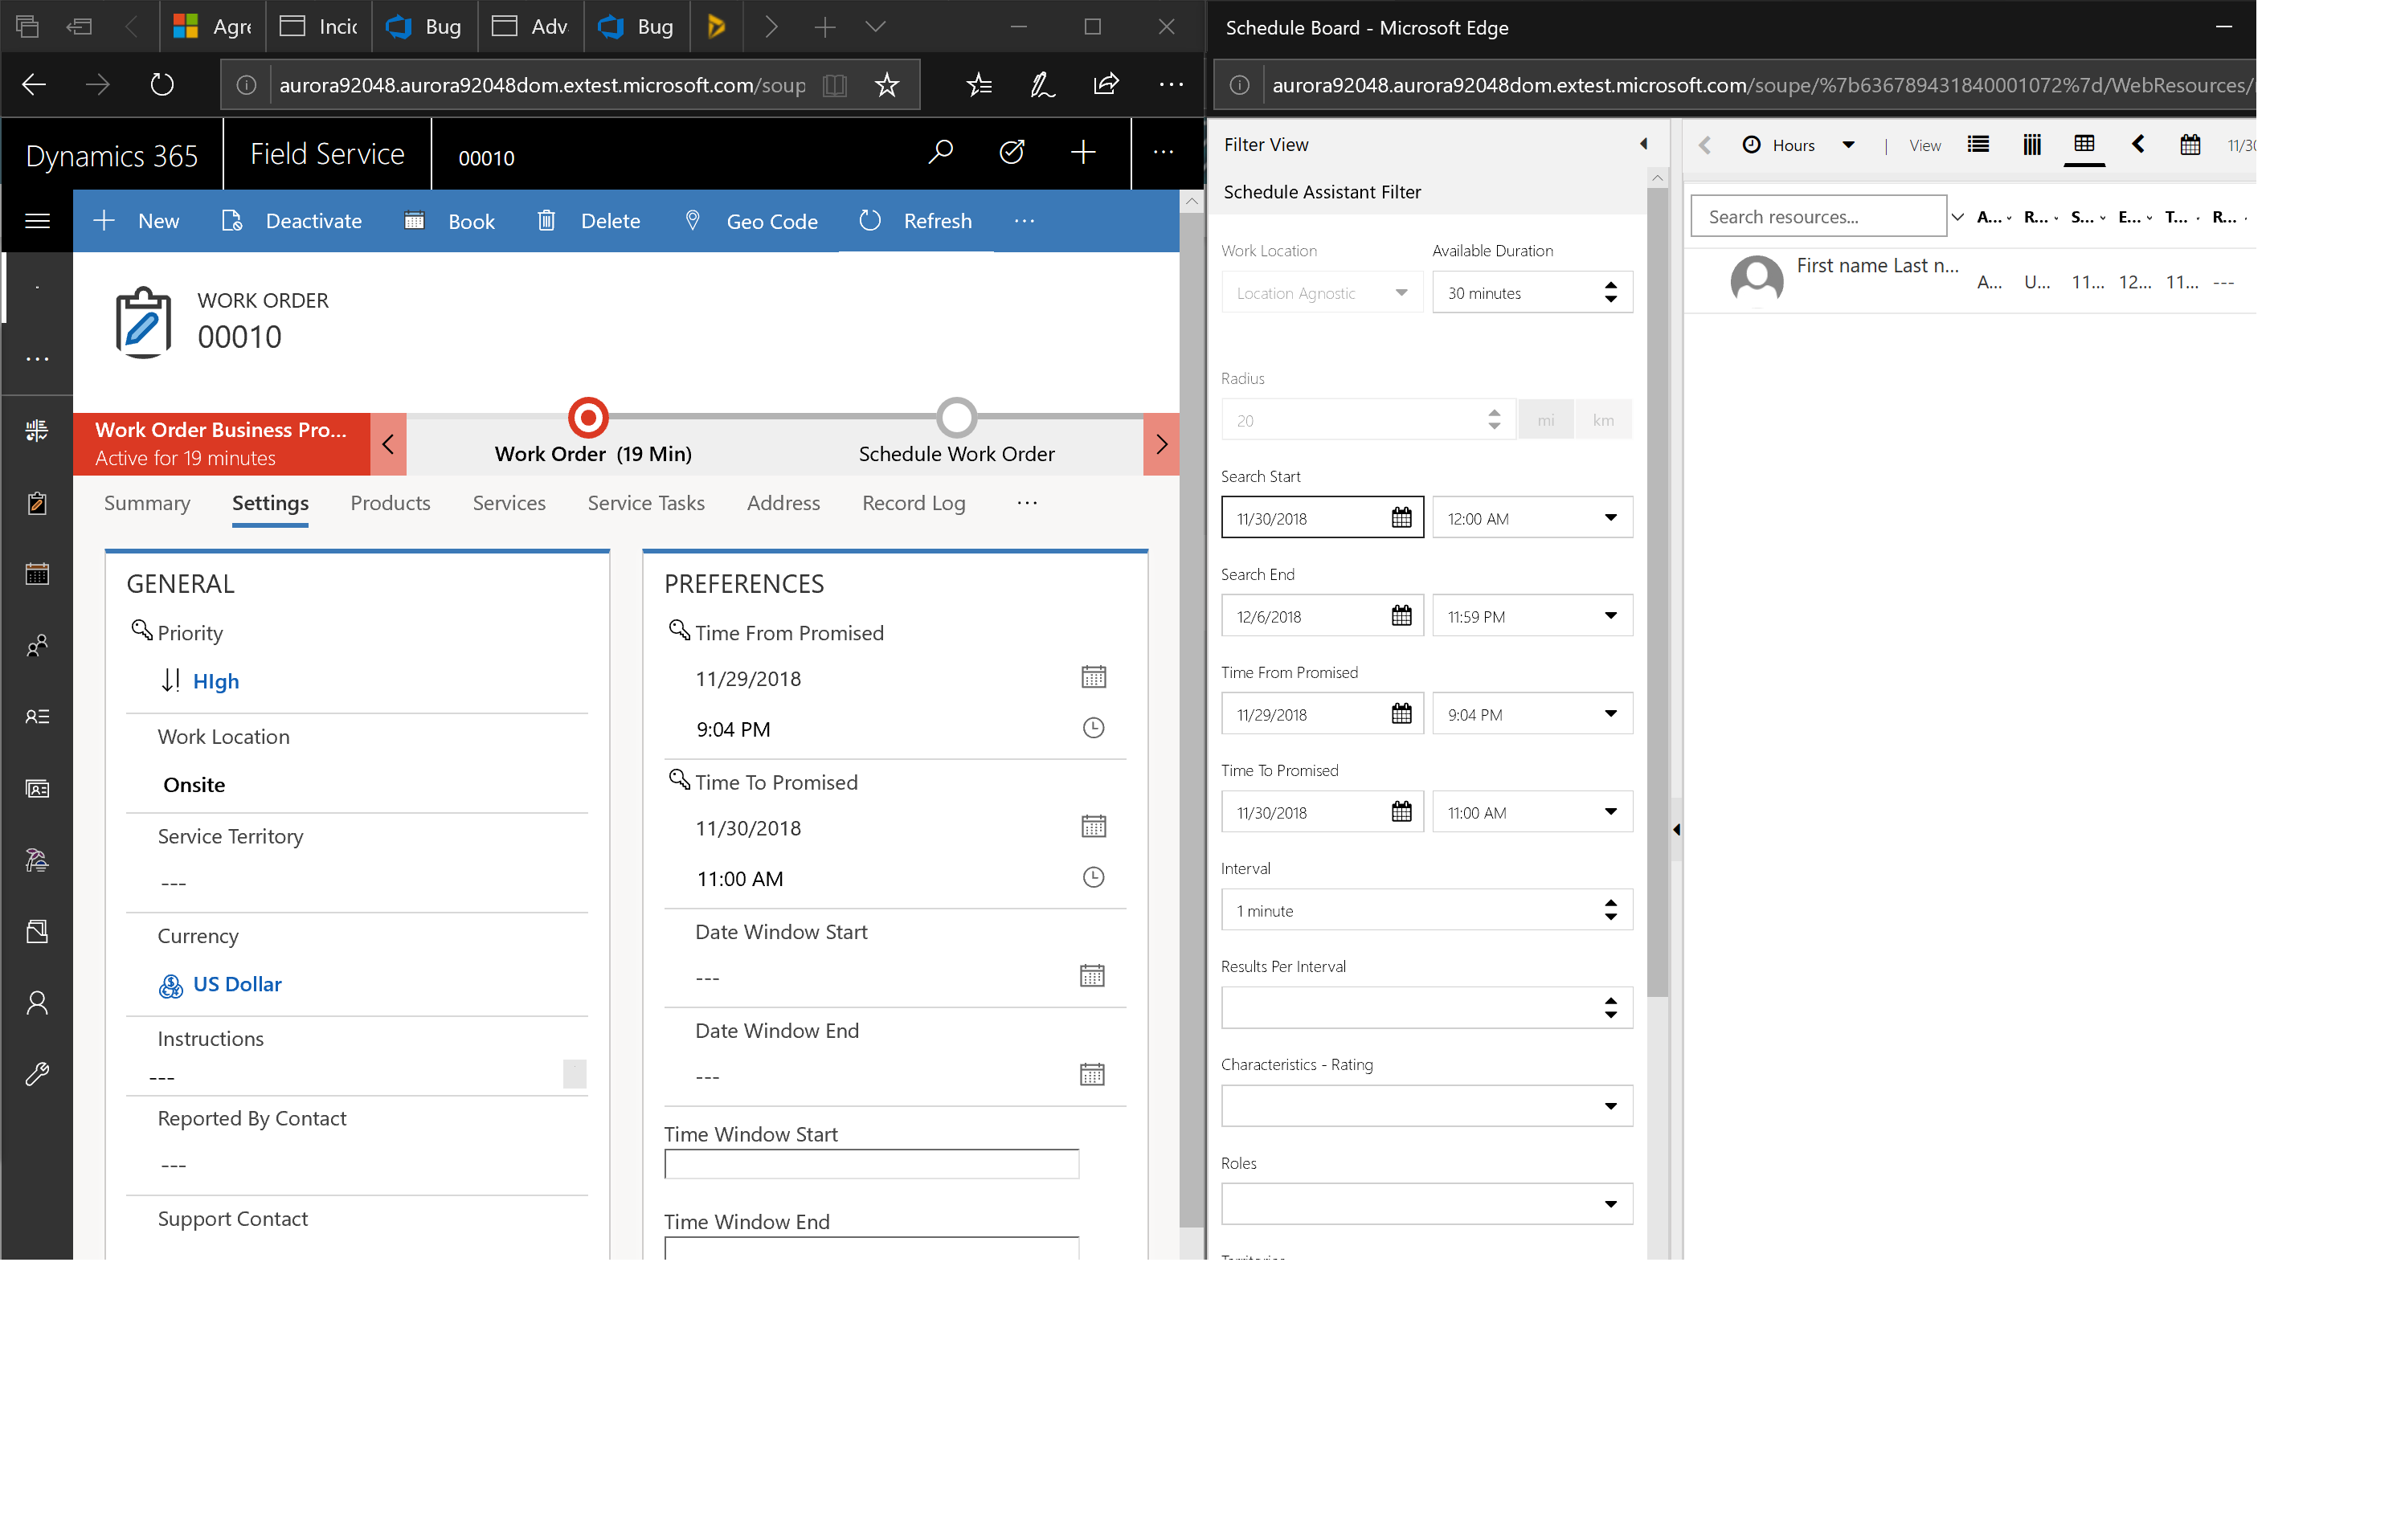 Agre
Inci
Bug
Adv
Bug
aurora92048.aurora92048dom.extest.microsoft.com/soup
Dynamics 365
Field Service
00010
New
Deactivate
Book
Delete
Geo Code
Refresh
WORK ORDER
00010
Work Order Business Pro...
Active for 19 minutes
Work Order (19 Min)
Schedule Work Order
Summary
Settings
Products
Services
Service Tasks
Address
Record Log
GENERAL
Priority
HIgh
Work Location
Onsite
Service Territory
---
Currency
US Dollar
Instructions
---
Reported By Contact
---
Support Contact
PREFERENCES
Time From Promised
11/29/2018
9:04 PM
Time To Promised
11/30/2018
11:00 AM
Date Window Start
---
Date Window End
---
Time Window Start
Time Window End
Schedule Board - Microsoft Edge
aurora92048.aurora92048dom.extest.microsoft.com/soupe/%7b636789431840001072%7d/WebResources/
Filter View
Schedule Assistant Filter
Work Location
Available Duration
Location Agnostic
30 minutes
Radius
20
mi
km
Search Start
11/30/2018
12:00 AM
Search End
12/6/2018
11:59 PM
Time From Promised
11/29/2018
9:04 PM
Time To Promised
11/30/2018
11:00 AM
Interval
1 minute
Results Per Interval
Characteristics - Rating
Roles
Hours
View
11/30
Search resources...
A...
R...
S...
E...
T...
R...
First name Last n...
A...
U...
11...
12...
11...
---